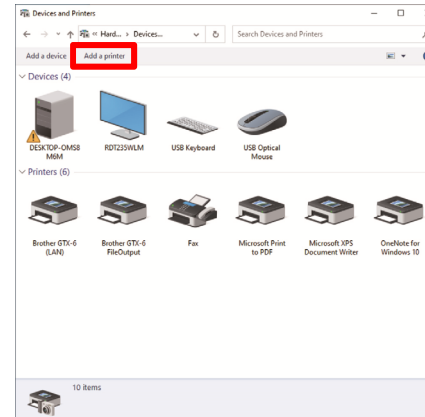 Devices and Printers
« Hard... › Devices...
Search Devices and Printers
Add a device
Add a printer
Devices (4)
DESKTOP-OMS8
M6M
RDT235WLM
USB Keyboard
USB Optical
Mouse
Printers (6)
Brother GTX-6
(LAN)
Brother GTX-6
FileOutput
Fax
Microsoft Print
to PDF
Microsoft XPS
Document Writer
OneNote for
Windows 10
10 items